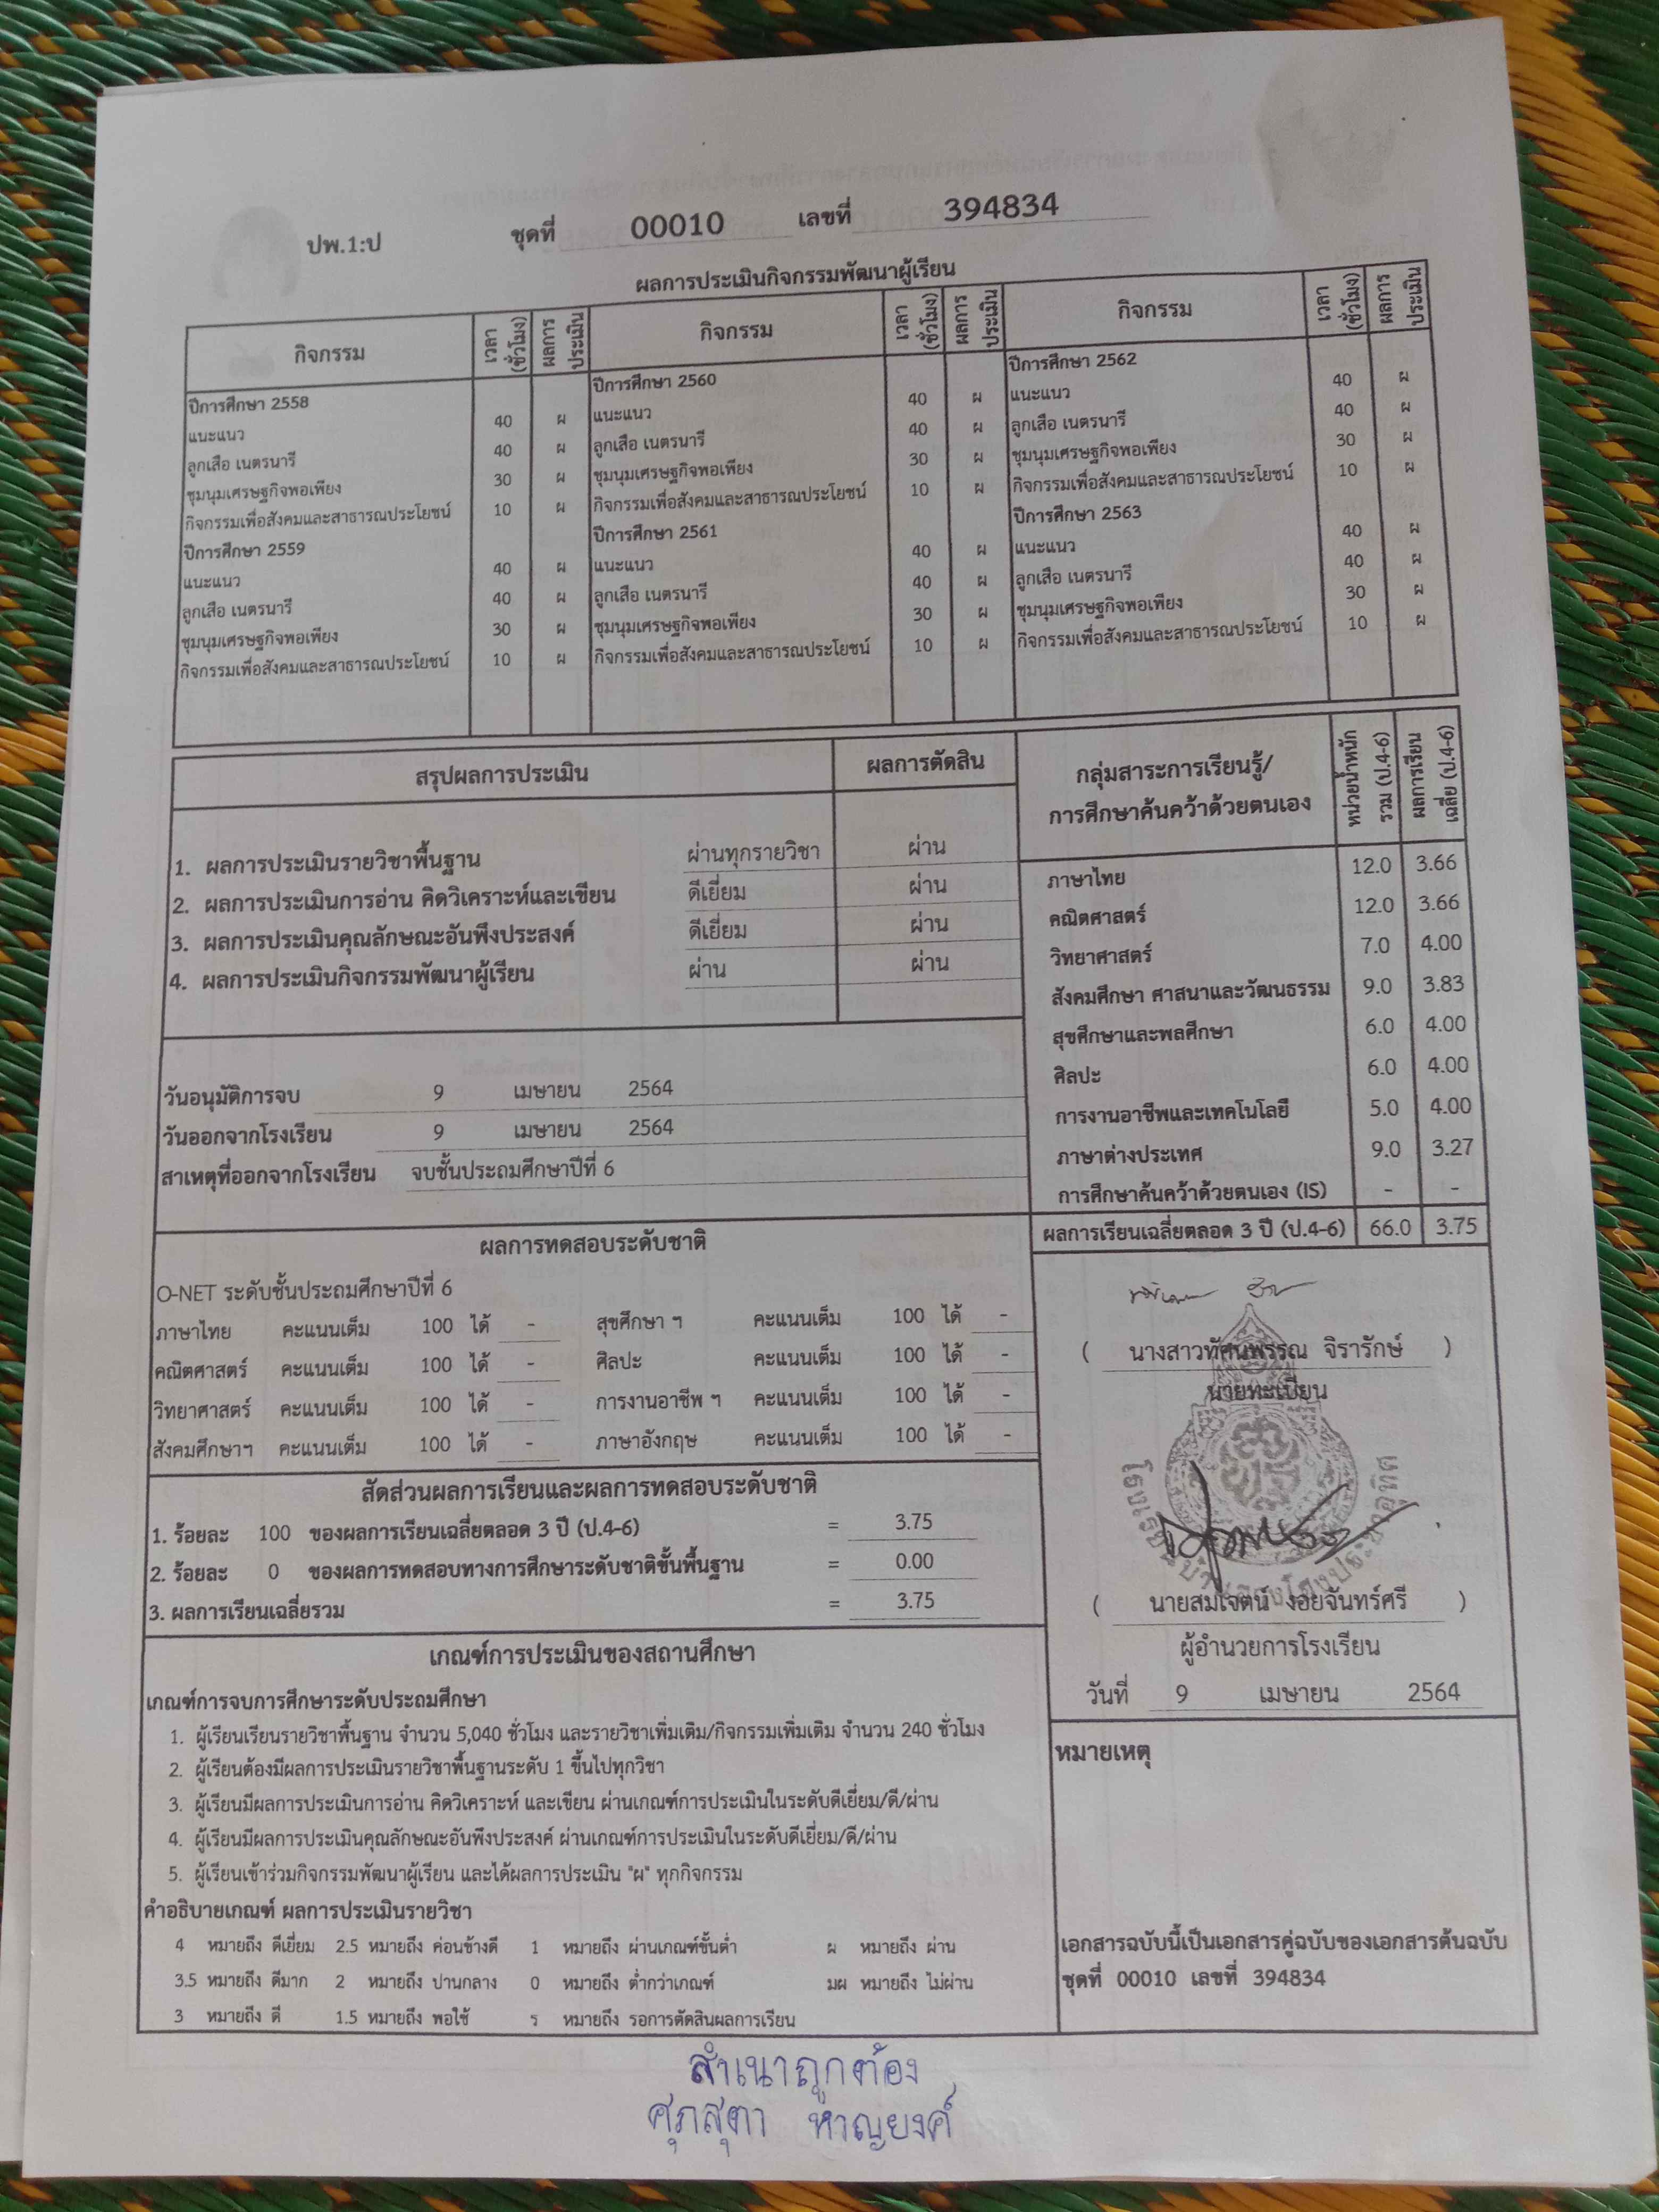 ปพ.1:ป ชุดที่ 00010 เลขที่ 394834
ผลการประเมินกิจกรรมพัฒนาผู้เรียน
กิจกรรม เวลา (ชั่วโมง) ผลการประเมิน กิจกรรม เวลา (ชั่วโมง) ผลการประเมิน กิจกรรม เวลา (ชั่วโมง) ผลการประเมิน
ปีการศึกษา 2558
แนะแนว 40 ผ
ลูกเสือ เนตรนารี 40 ผ
ชุมนุมเศรษฐกิจพอเพียง 30 ผ
กิจกรรมเพื่อสังคมและสาธารณประโยชน์ 10 ผ
ปีการศึกษา 2559
แนะแนว 40 ผ
ลูกเสือ เนตรนารี 40 ผ
ชุมนุมเศรษฐกิจพอเพียง 30 ผ
กิจกรรมเพื่อสังคมและสาธารณประโยชน์ 10 ผ
ปีการศึกษา 2560
แนะแนว 40 ผ
ลูกเสือ เนตรนารี 40 ผ
ชุมนุมเศรษฐกิจพอเพียง 30 ผ
กิจกรรมเพื่อสังคมและสาธารณประโยชน์ 10 ผ
ปีการศึกษา 2561
แนะแนว 40 ผ
ลูกเสือ เนตรนารี 40 ผ
ชุมนุมเศรษฐกิจพอเพียง 30 ผ
กิจกรรมเพื่อสังคมและสาธารณประโยชน์ 10 ผ
ปีการศึกษา 2562
แนะแนว 40 ผ
ลูกเสือ เนตรนารี 40 ผ
ชุมนุมเศรษฐกิจพอเพียง 30 ผ
กิจกรรมเพื่อสังคมและสาธารณประโยชน์ 10 ผ
ปีการศึกษา 2563
แนะแนว 40 ผ
ลูกเสือ เนตรนารี 40 ผ
ชุมนุมเศรษฐกิจพอเพียง 30 ผ
กิจกรรมเพื่อสังคมและสาธารณประโยชน์ 10 ผ
สรุปผลการประเมิน ผลการตัดสิน
1. ผลการประเมินรายวิชาพื้นฐาน ผ่านทุกรายวิชา ผ่าน
2. ผลการประเมินการอ่าน คิดวิเคราะห์และเขียน ดีเยี่ยม ผ่าน
3. ผลการประเมินคุณลักษณะอันพึงประสงค์ ดีเยี่ยม ผ่าน
4. ผลการประเมินกิจกรรมพัฒนาผู้เรียน ผ่าน ผ่าน
วันอนุมัติการจบ 9 เมษายน 2564
วันออกจากโรงเรียน 9 เมษายน 2564
สาเหตุที่ออกจากโรงเรียน จบชั้นประถมศึกษาปีที่ 6
กลุ่มสาระการเรียนรู้/
การศึกษาค้นคว้าด้วยตนเอง
หน่วยน้ำหนัก
รวม (ป.4-6)
ผลการเรียน
เฉลี่ย (ป.4-6)
ภาษาไทย 12.0 3.66
คณิตศาสตร์ 12.0 3.66
วิทยาศาสตร์ 7.0 4.00
สังคมศึกษา ศาสนาและวัฒนธรรม 9.0 3.83
สุขศึกษาและพลศึกษา 6.0 4.00
ศิลปะ 6.0 4.00
การงานอาชีพและเทคโนโลยี 5.0 4.00
ภาษาต่างประเทศ 9.0 3.27
การศึกษาค้นคว้าด้วยตนเอง (IS) - -
ผลการเรียนเฉลี่ยตลอด 3 ปี (ป.4-6) 66.0 3.75
ผลการทดสอบระดับชาติ
O-NET ระดับชั้นประถมศึกษาปีที่ 6
ภาษาไทย คะแนนเต็ม 100 ได้ - สุขศึกษา ฯ คะแนนเต็ม 100 ได้ -
คณิตศาสตร์ คะแนนเต็ม 100 ได้ - ศิลปะ คะแนนเต็ม 100 ได้ -
วิทยาศาสตร์ คะแนนเต็ม 100 ได้ - การงานอาชีพ ฯ คะแนนเต็ม 100 ได้ -
สังคมศึกษาฯ คะแนนเต็ม 100 ได้ - ภาษาอังกฤษ คะแนนเต็ม 100 ได้ -
สัดส่วนผลการเรียนและผลการทดสอบระดับชาติ
1. ร้อยละ 100 ของผลการเรียนเฉลี่ยตลอด 3 ปี (ป.4-6) = 3.75
2. ร้อยละ 0 ของผลการทดสอบทางการศึกษาระดับชาติขั้นพื้นฐาน = 0.00
3. ผลการเรียนเฉลี่ยรวม = 3.75
( นางสาวทัศนพรรณ จิรารักษ์ )
นายทะเบียน
( นายสมเจตน์ งอยจันทร์ศรี )
ผู้อำนวยการโรงเรียน
วันที่ 9 เมษายน 2564
เกณฑ์การประเมินของสถานศึกษา
เกณฑ์การจบการศึกษาระดับประถมศึกษา
1. ผู้เรียนเรียนรายวิชาพื้นฐาน จำนวน 5,040 ชั่วโมง และรายวิชาเพิ่มเติม/กิจกรรมเพิ่มเติม จำนวน 240 ชั่วโมง
2. ผู้เรียนต้องมีผลการประเมินรายวิชาพื้นฐานระดับ 1 ขึ้นไปทุกวิชา
3. ผู้เรียนมีผลการประเมินการอ่าน คิดวิเคราะห์ และเขียน ผ่านเกณฑ์การประเมินในระดับดีเยี่ยม/ดี/ผ่าน
4. ผู้เรียนมีผลการประเมินคุณลักษณะอันพึงประสงค์ ผ่านเกณฑ์การประเมินในระดับดีเยี่ยม/ดี/ผ่าน
5. ผู้เรียนเข้าร่วมกิจกรรมพัฒนาผู้เรียน และได้ผลการประเมิน "ผ" ทุกกิจกรรม
คำอธิบายเกณฑ์ ผลการประเมินรายวิชา
4 หมายถึง ดีเยี่ยม 2.5 หมายถึง ค่อนข้างดี 1 หมายถึง ผ่านเกณฑ์ขั้นต่ำ ผ หมายถึง ผ่าน
3.5 หมายถึง ดีมาก 2 หมายถึง ปานกลาง 0 หมายถึง ต่ำกว่าเกณฑ์ มผ หมายถึง ไม่ผ่าน
3 หมายถึง ดี 1.5 หมายถึง พอใช้ ร หมายถึง รอการตัดสินผลการเรียน
หมายเหตุ
เอกสารฉบับนี้เป็นเอกสารคู่ฉบับของเอกสารต้นฉบับ
ชุดที่ 00010 เลขที่ 394834
สำเนาถูกต้อง
ศุภสุตา หาญยงค์